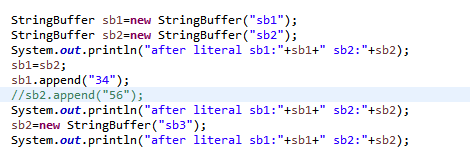 StringBuffer sb1=new StringBuffer("sb1");
StringBuffer sb2=new StringBuffer("sb2");
System.out.println("after literal sb1:"+sb1+" sb2:"+sb2);
sb1=sb2;
sb1.append("34");
//sb2.append("56");
System.out.println("after literal sb1:"+sb1+" sb2:"+sb2);
sb2=new StringBuffer("sb3");
System.out.println("after literal sb1:"+sb1+" sb2:"+sb2);